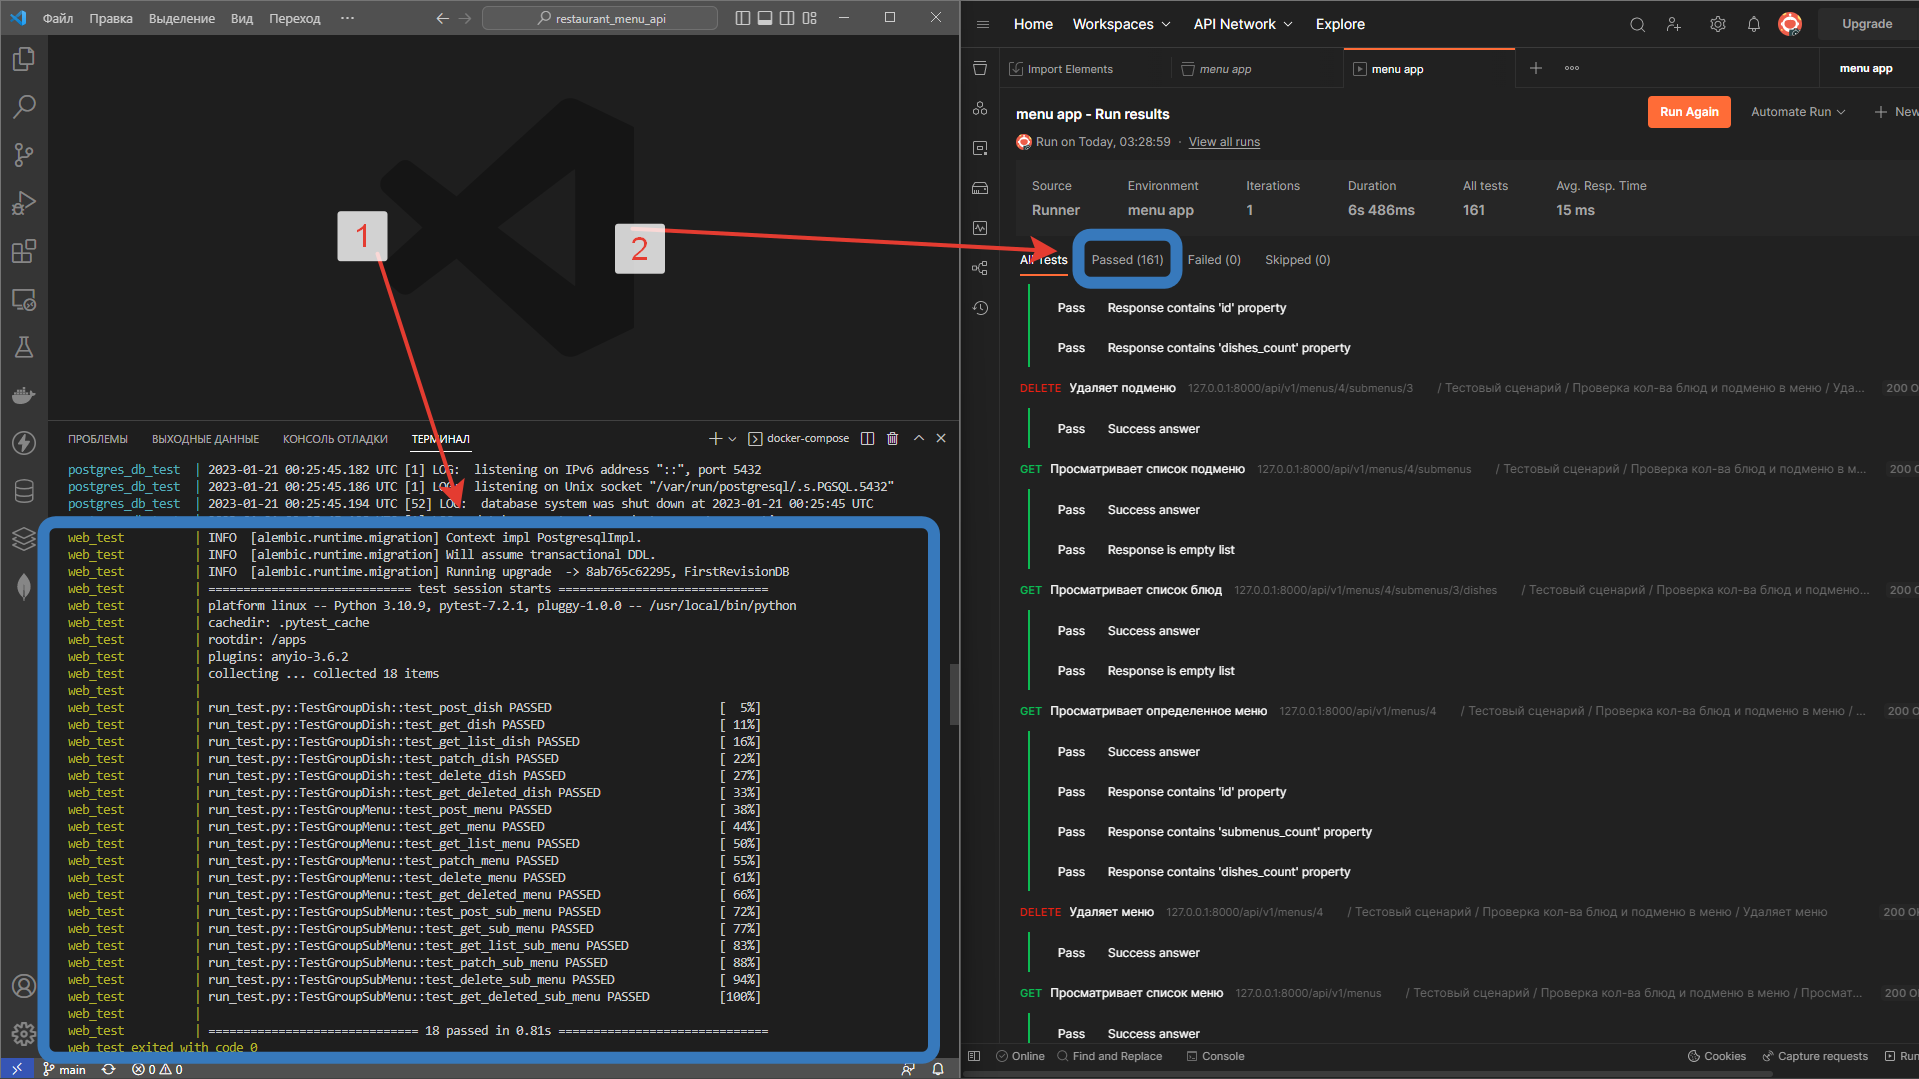 Файл Правка Выделение Вид Переход ···
restaurant_menu_api
1
2
ПРОБЛЕМЫ ВЫХОДНЫЕ ДАННЫЕ КОНСОЛЬ ОТЛАДКИ ТЕРМИНАЛ
docker-compose
postgres_db_test | 2023-01-21 00:25:45.182 UTC [1] LOG: listening on IPv6 address "::", port 5432
postgres_db_test | 2023-01-21 00:25:45.186 UTC [1] LOG: listening on Unix socket "/var/run/postgresql/.s.PGSQL.5432"
postgres_db_test | 2023-01-21 00:25:45.194 UTC [52] LOG: database system was shut down at 2023-01-21 00:25:45 UTC
web_test | INFO [alembic.runtime.migration] Context impl PostgresqlImpl.
web_test | INFO [alembic.runtime.migration] Will assume transactional DDL.
web_test | INFO [alembic.runtime.migration] Running upgrade -> 8ab765c62295, FirstRevisionDB
web_test | ============================= test session starts ==============================
web_test | platform linux -- Python 3.10.9, pytest-7.2.1, pluggy-1.0.0 -- /usr/local/bin/python
web_test | cachedir: .pytest_cache
web_test | rootdir: /apps
web_test | plugins: anyio-3.6.2
web_test | collecting ... collected 18 items
web_test |
web_test | run_test.py::TestGroupDish::test_post_dish PASSED [ 5%]
web_test | run_test.py::TestGroupDish::test_get_dish PASSED [ 11%]
web_test | run_test.py::TestGroupDish::test_get_list_dish PASSED [ 16%]
web_test | run_test.py::TestGroupDish::test_patch_dish PASSED [ 22%]
web_test | run_test.py::TestGroupDish::test_delete_dish PASSED [ 27%]
web_test | run_test.py::TestGroupDish::test_get_deleted_dish PASSED [ 33%]
web_test | run_test.py::TestGroupMenu::test_post_menu PASSED [ 38%]
web_test | run_test.py::TestGroupMenu::test_get_menu PASSED [ 44%]
web_test | run_test.py::TestGroupMenu::test_get_list_menu PASSED [ 50%]
web_test | run_test.py::TestGroupMenu::test_patch_menu PASSED [ 55%]
web_test | run_test.py::TestGroupMenu::test_delete_menu PASSED [ 61%]
web_test | run_test.py::TestGroupMenu::test_get_deleted_menu PASSED [ 66%]
web_test | run_test.py::TestGroupSubMenu::test_post_sub_menu PASSED [ 72%]
web_test | run_test.py::TestGroupSubMenu::test_get_sub_menu PASSED [ 77%]
web_test | run_test.py::TestGroupSubMenu::test_get_list_sub_menu PASSED [ 83%]
web_test | run_test.py::TestGroupSubMenu::test_patch_sub_menu PASSED [ 88%]
web_test | run_test.py::TestGroupSubMenu::test_delete_sub_menu PASSED [ 94%]
web_test | run_test.py::TestGroupSubMenu::test_get_deleted_sub_menu PASSED [100%]
web_test |
web_test | ============================== 18 passed in 0.81s ==============================
web_test exited with code 0
main 0 0
Home Workspaces API Network Explore Upgrade
Import Elements menu app menu app menu app
menu app - Run results Run Again Automate Run New
Run on Today, 03:28:59 · View all runs
Source Environment Iterations Duration All tests Avg. Resp. Time
Runner menu app 1 6s 486ms 161 15 ms
All Tests Passed (161) Failed (0) Skipped (0)
Pass Response contains 'id' property
Pass Response contains 'dishes_count' property
DELETE Удаляет подменю 127.0.0.1:8000/api/v1/menus/4/submenus/3 / Тестовый сценарий / Проверка кол-ва блюд и подменю в меню / Уда... 200 O
Pass Success answer
GET Просматривает список подменю 127.0.0.1:8000/api/v1/menus/4/submenus / Тестовый сценарий / Проверка кол-ва блюд и подменю в м... 200 O
Pass Success answer
Pass Response is empty list
GET Просматривает список блюд 127.0.0.1:8000/api/v1/menus/4/submenus/3/dishes / Тестовый сценарий / Проверка кол-ва блюд и подменю... 200 O
Pass Success answer
Pass Response is empty list
GET Просматривает определенное меню 127.0.0.1:8000/api/v1/menus/4 / Тестовый сценарий / Проверка кол-ва блюд и подменю в меню / ... 200 O
Pass Success answer
Pass Response contains 'id' property
Pass Response contains 'submenus_count' property
Pass Response contains 'dishes_count' property
DELETE Удаляет меню 127.0.0.1:8000/api/v1/menus/4 / Тестовый сценарий / Проверка кол-ва блюд и подменю в меню / Удаляет меню 200 O
Pass Success answer
GET Просматривает список меню 127.0.0.1:8000/api/v1/menus / Тестовый сценарий / Проверка кол-ва блюд и подменю в меню / Просмат... 200 O
Pass Success answer
Online Find and Replace Console Cookies Capture requests Run